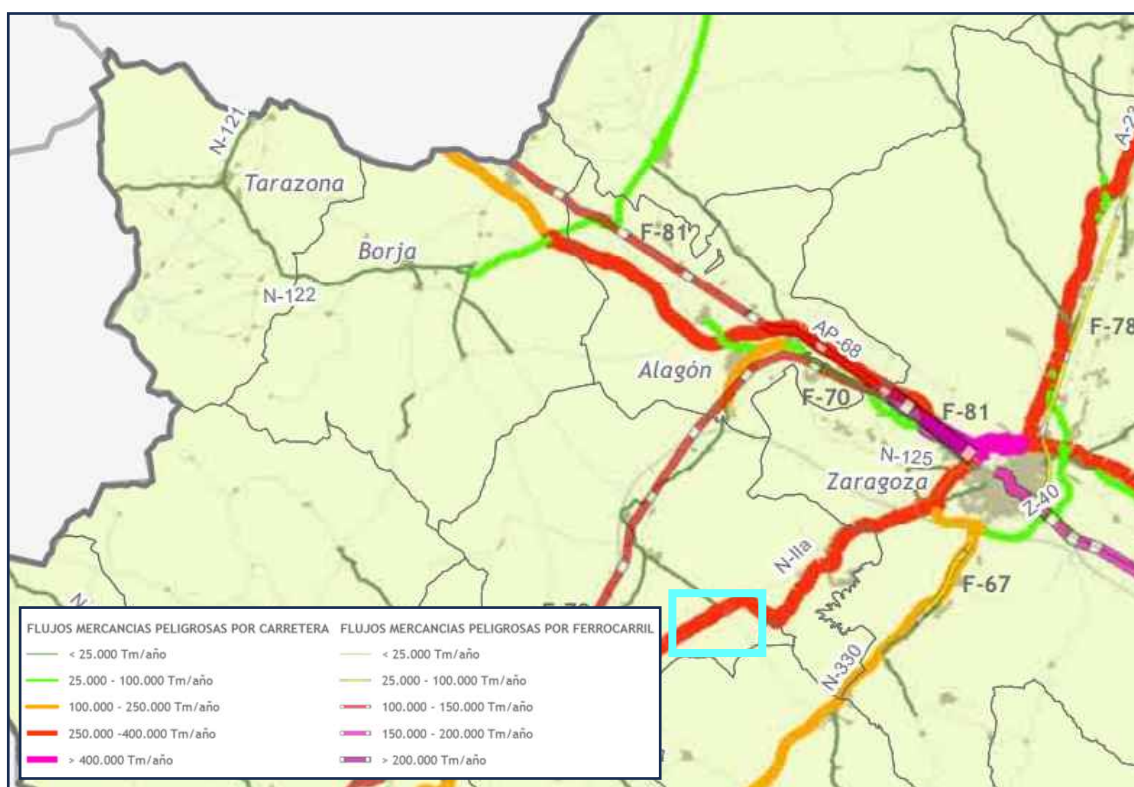 N-121
Tarazona
A-23
F-81
Borja
N-122
F-78
AP-68
Alagón
F-70
F-81
N-125
Zaragoza
Z-40
N-IIa
F-67
N-330
FLUJOS MERCANCIAS PELIGROSAS POR CARRETERA
< 25.000 Tm/año
25.000 - 100.000 Tm/año
100.000 - 250.000 Tm/año
250.000 -400.000 Tm/año
> 400.000 Tm/año
FLUJOS MERCANCIAS PELIGROSAS POR FERROCARRIL
< 25.000 Tm/año
25.000 - 100.000 Tm/año
100.000 - 150.000 Tm/año
150.000 - 200.000 Tm/año
> 200.000 Tm/año